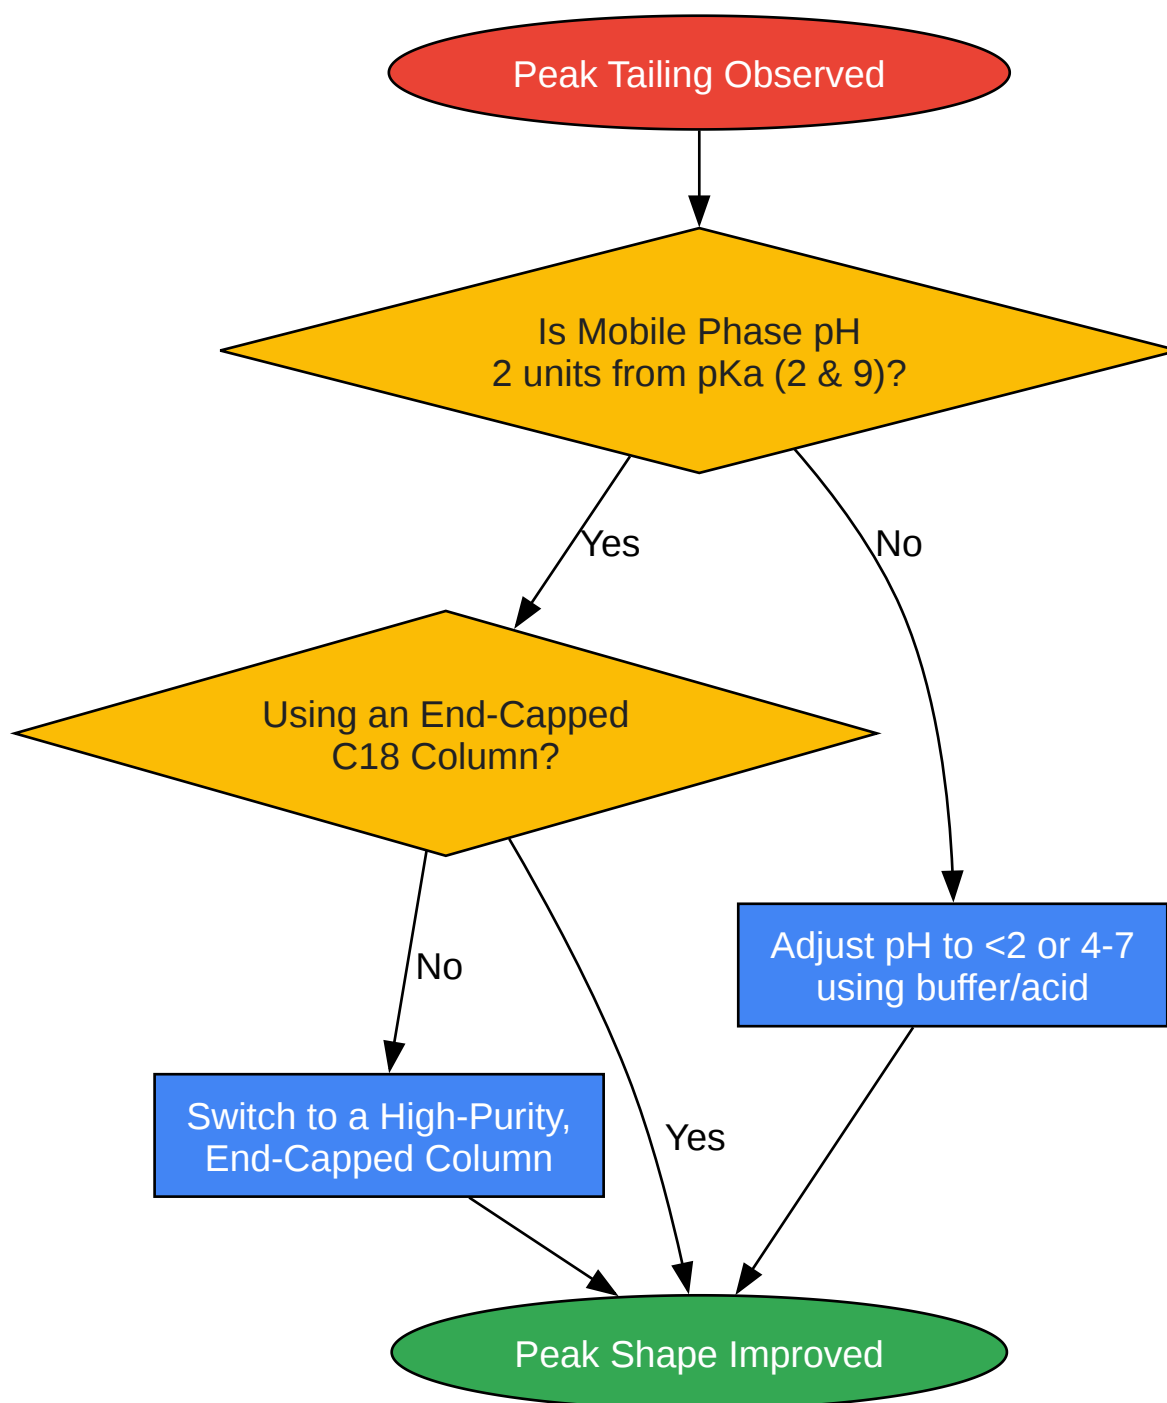 Peak Tailing Observed
Is Mobile Phase pH
2 units from pKa (2 & 9)?
Yes
No
Using an End-Capped
C18 Column?
Adjust pH to <2 or 4-7
using buffer/acid
No
Switch to a High-Purity,
End-Capped Column
Yes
Peak Shape Improved